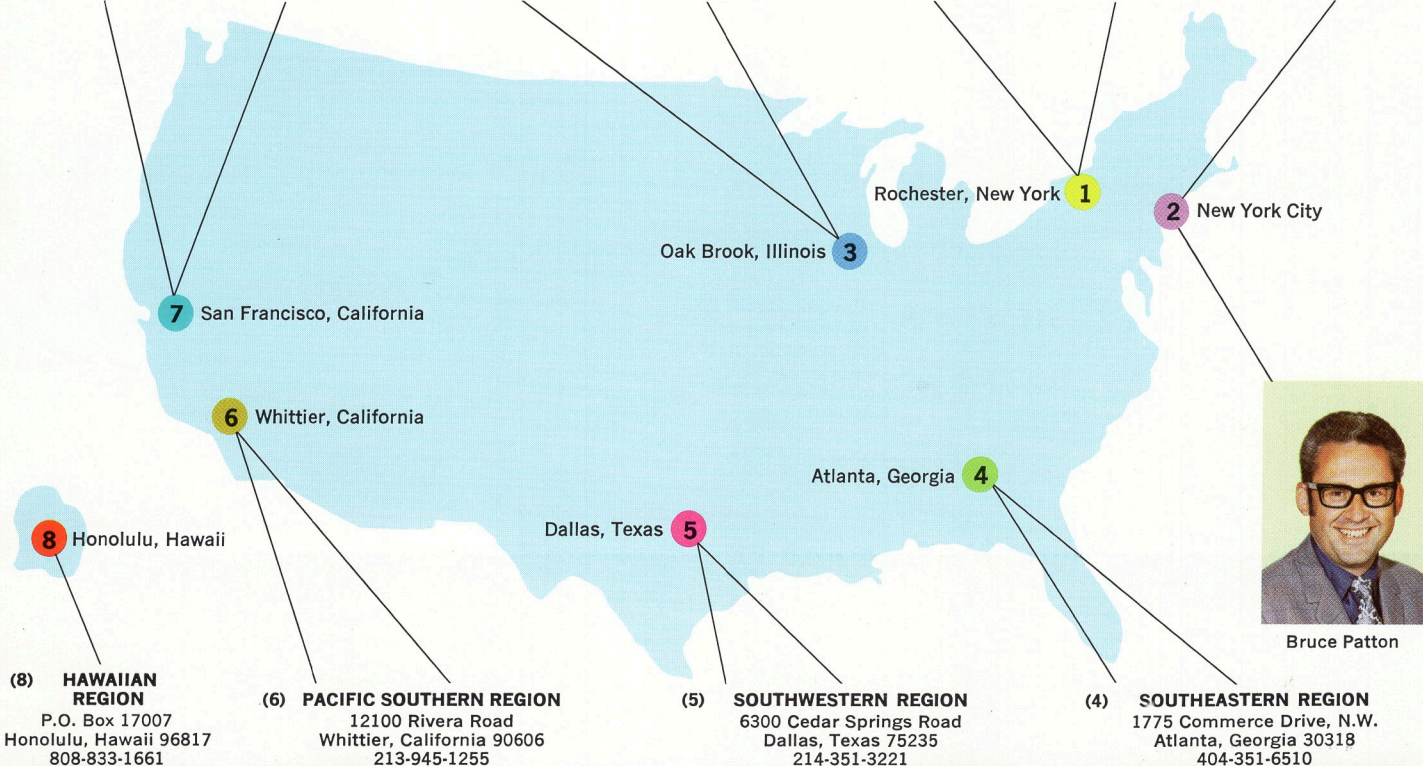 Rochester, New York 1
2 New York City
Oak Brook, Illinois 3
7 San Francisco, California
6 Whittier, California
Atlanta, Georgia 4
Dallas, Texas 5
8 Honolulu, Hawaii
Bruce Patton
(8) HAWAIIAN
REGION
P.O. Box 17007
Honolulu, Hawaii 96817
808-833-1661
(6) PACIFIC SOUTHERN REGION
12100 Rivera Road
Whittier, California 90606
213-945-1255
(5) SOUTHWESTERN REGION
6300 Cedar Springs Road
Dallas, Texas 75235
214-351-3221
(4) SOUTHEASTERN REGION
1775 Commerce Drive, N.W.
Atlanta, Georgia 30318
404-351-6510